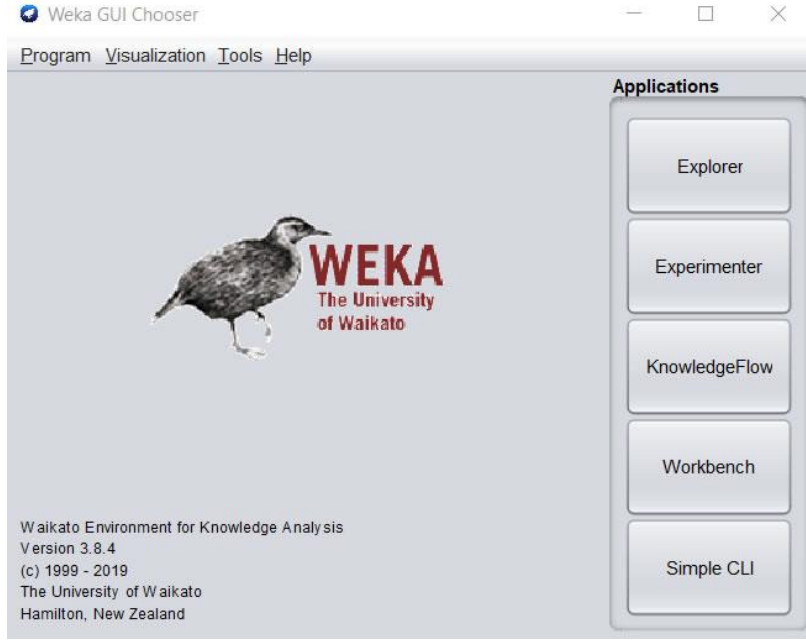 Weka GUI Chooser
Program Visualization Tools Help
Applications
Explorer
Experimenter
KnowledgeFlow
Workbench
Simple CLI
WEKA
The University
of Waikato
Waikato Environment for Knowledge Analysis
Version 3.8.4
(c) 1999 - 2019
The University of Waikato
Hamilton, New Zealand